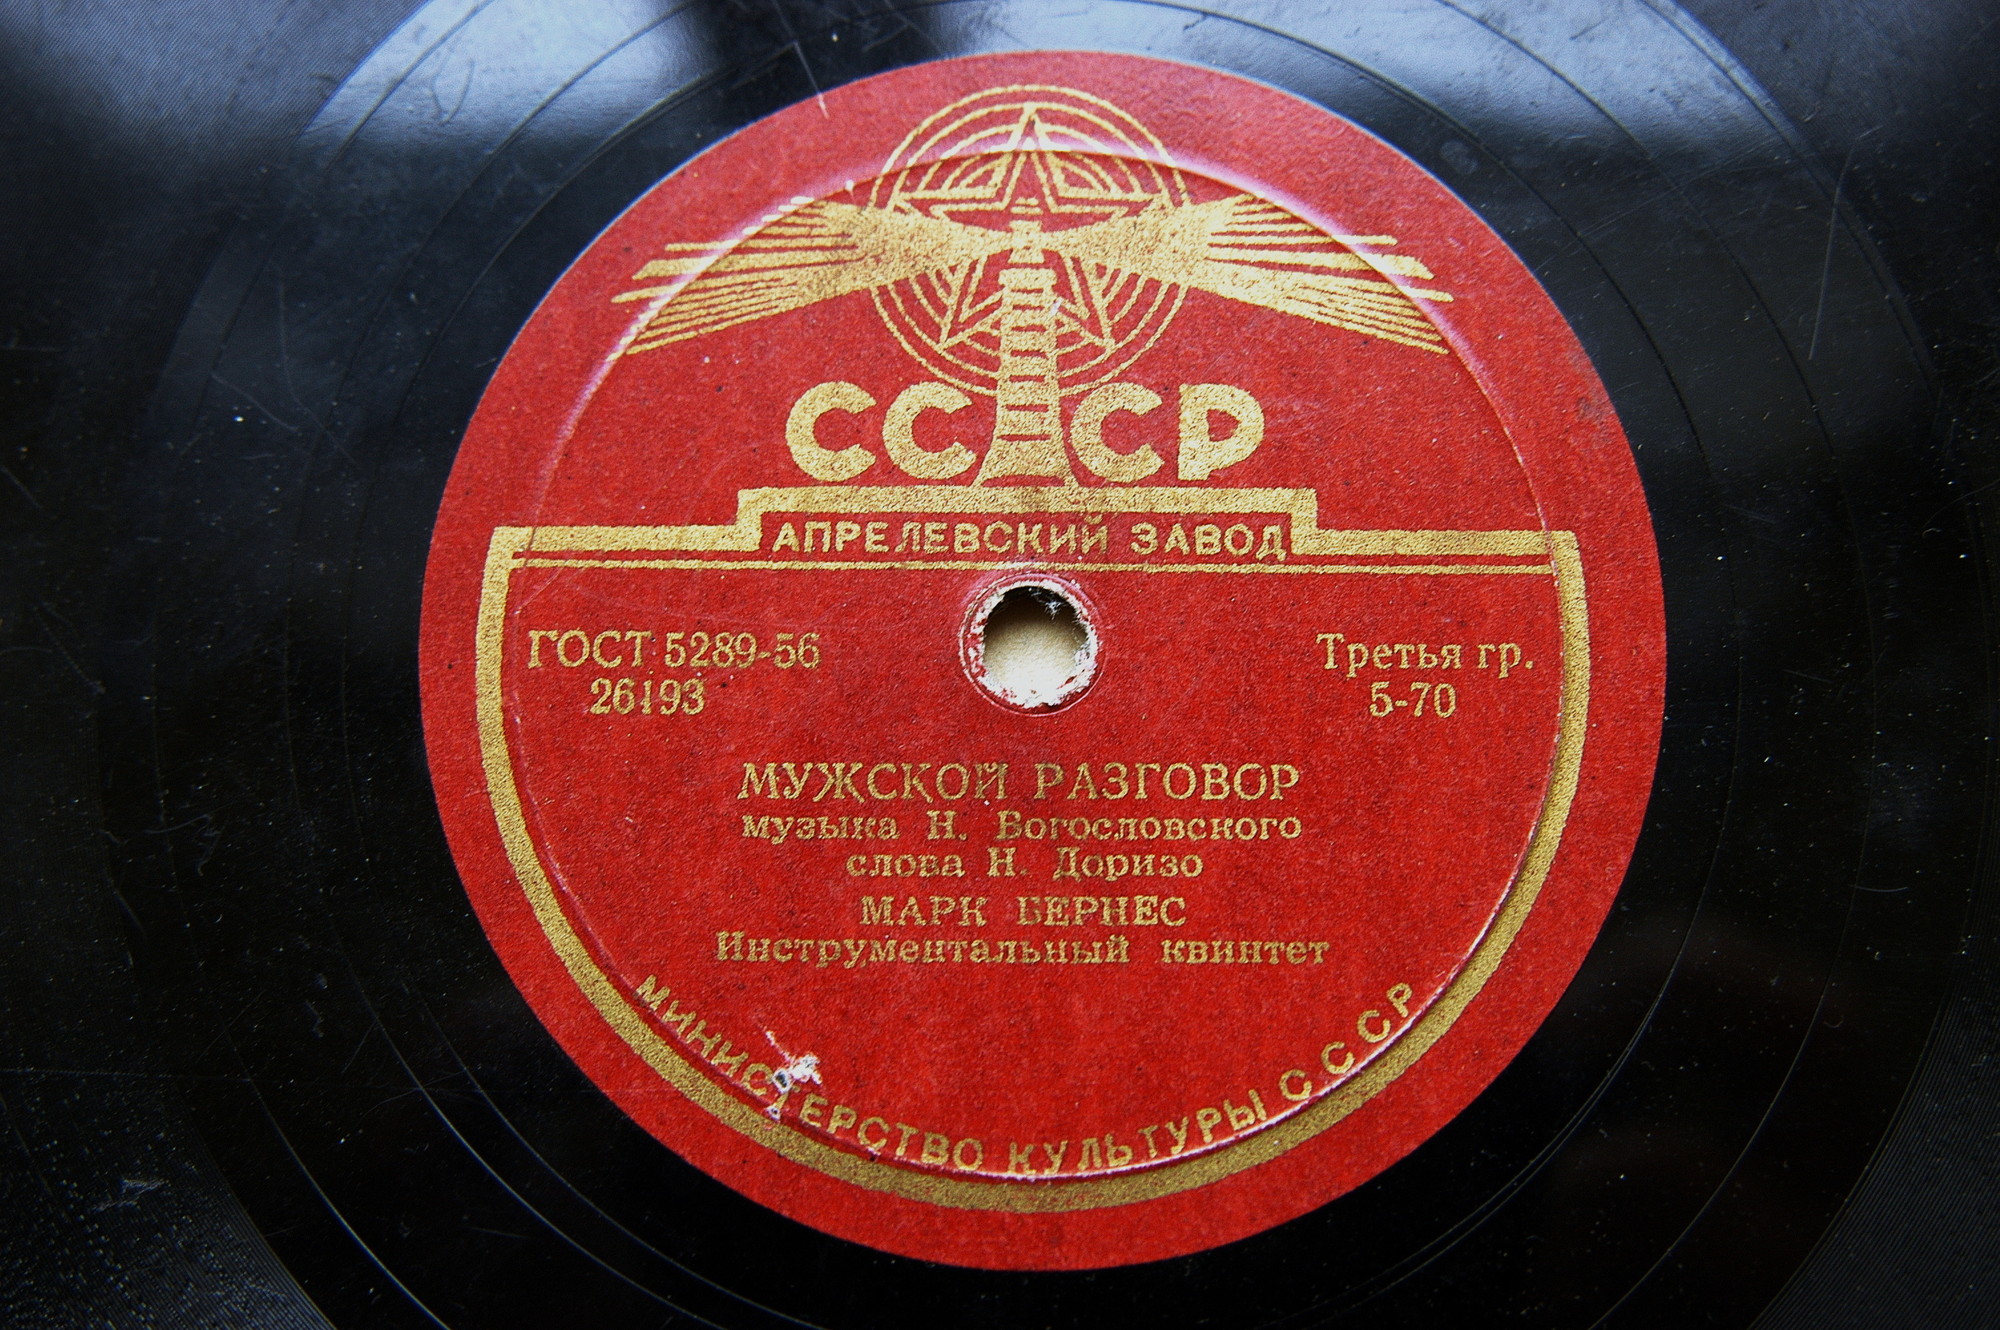 СССР
АПРЕЛЕВСКИЙ ЗАВОД
ГОСТ 5289-56
26193
Третья гр.
5-70
МУЖСКОЙ РАЗГОВОР
музыка Н. Богословского
слова Н. Доризо
МАРК БЕРНЕС
Инструментальный квинтет
МИНИСТЕРСТВО КУЛЬТУРЫ СССР